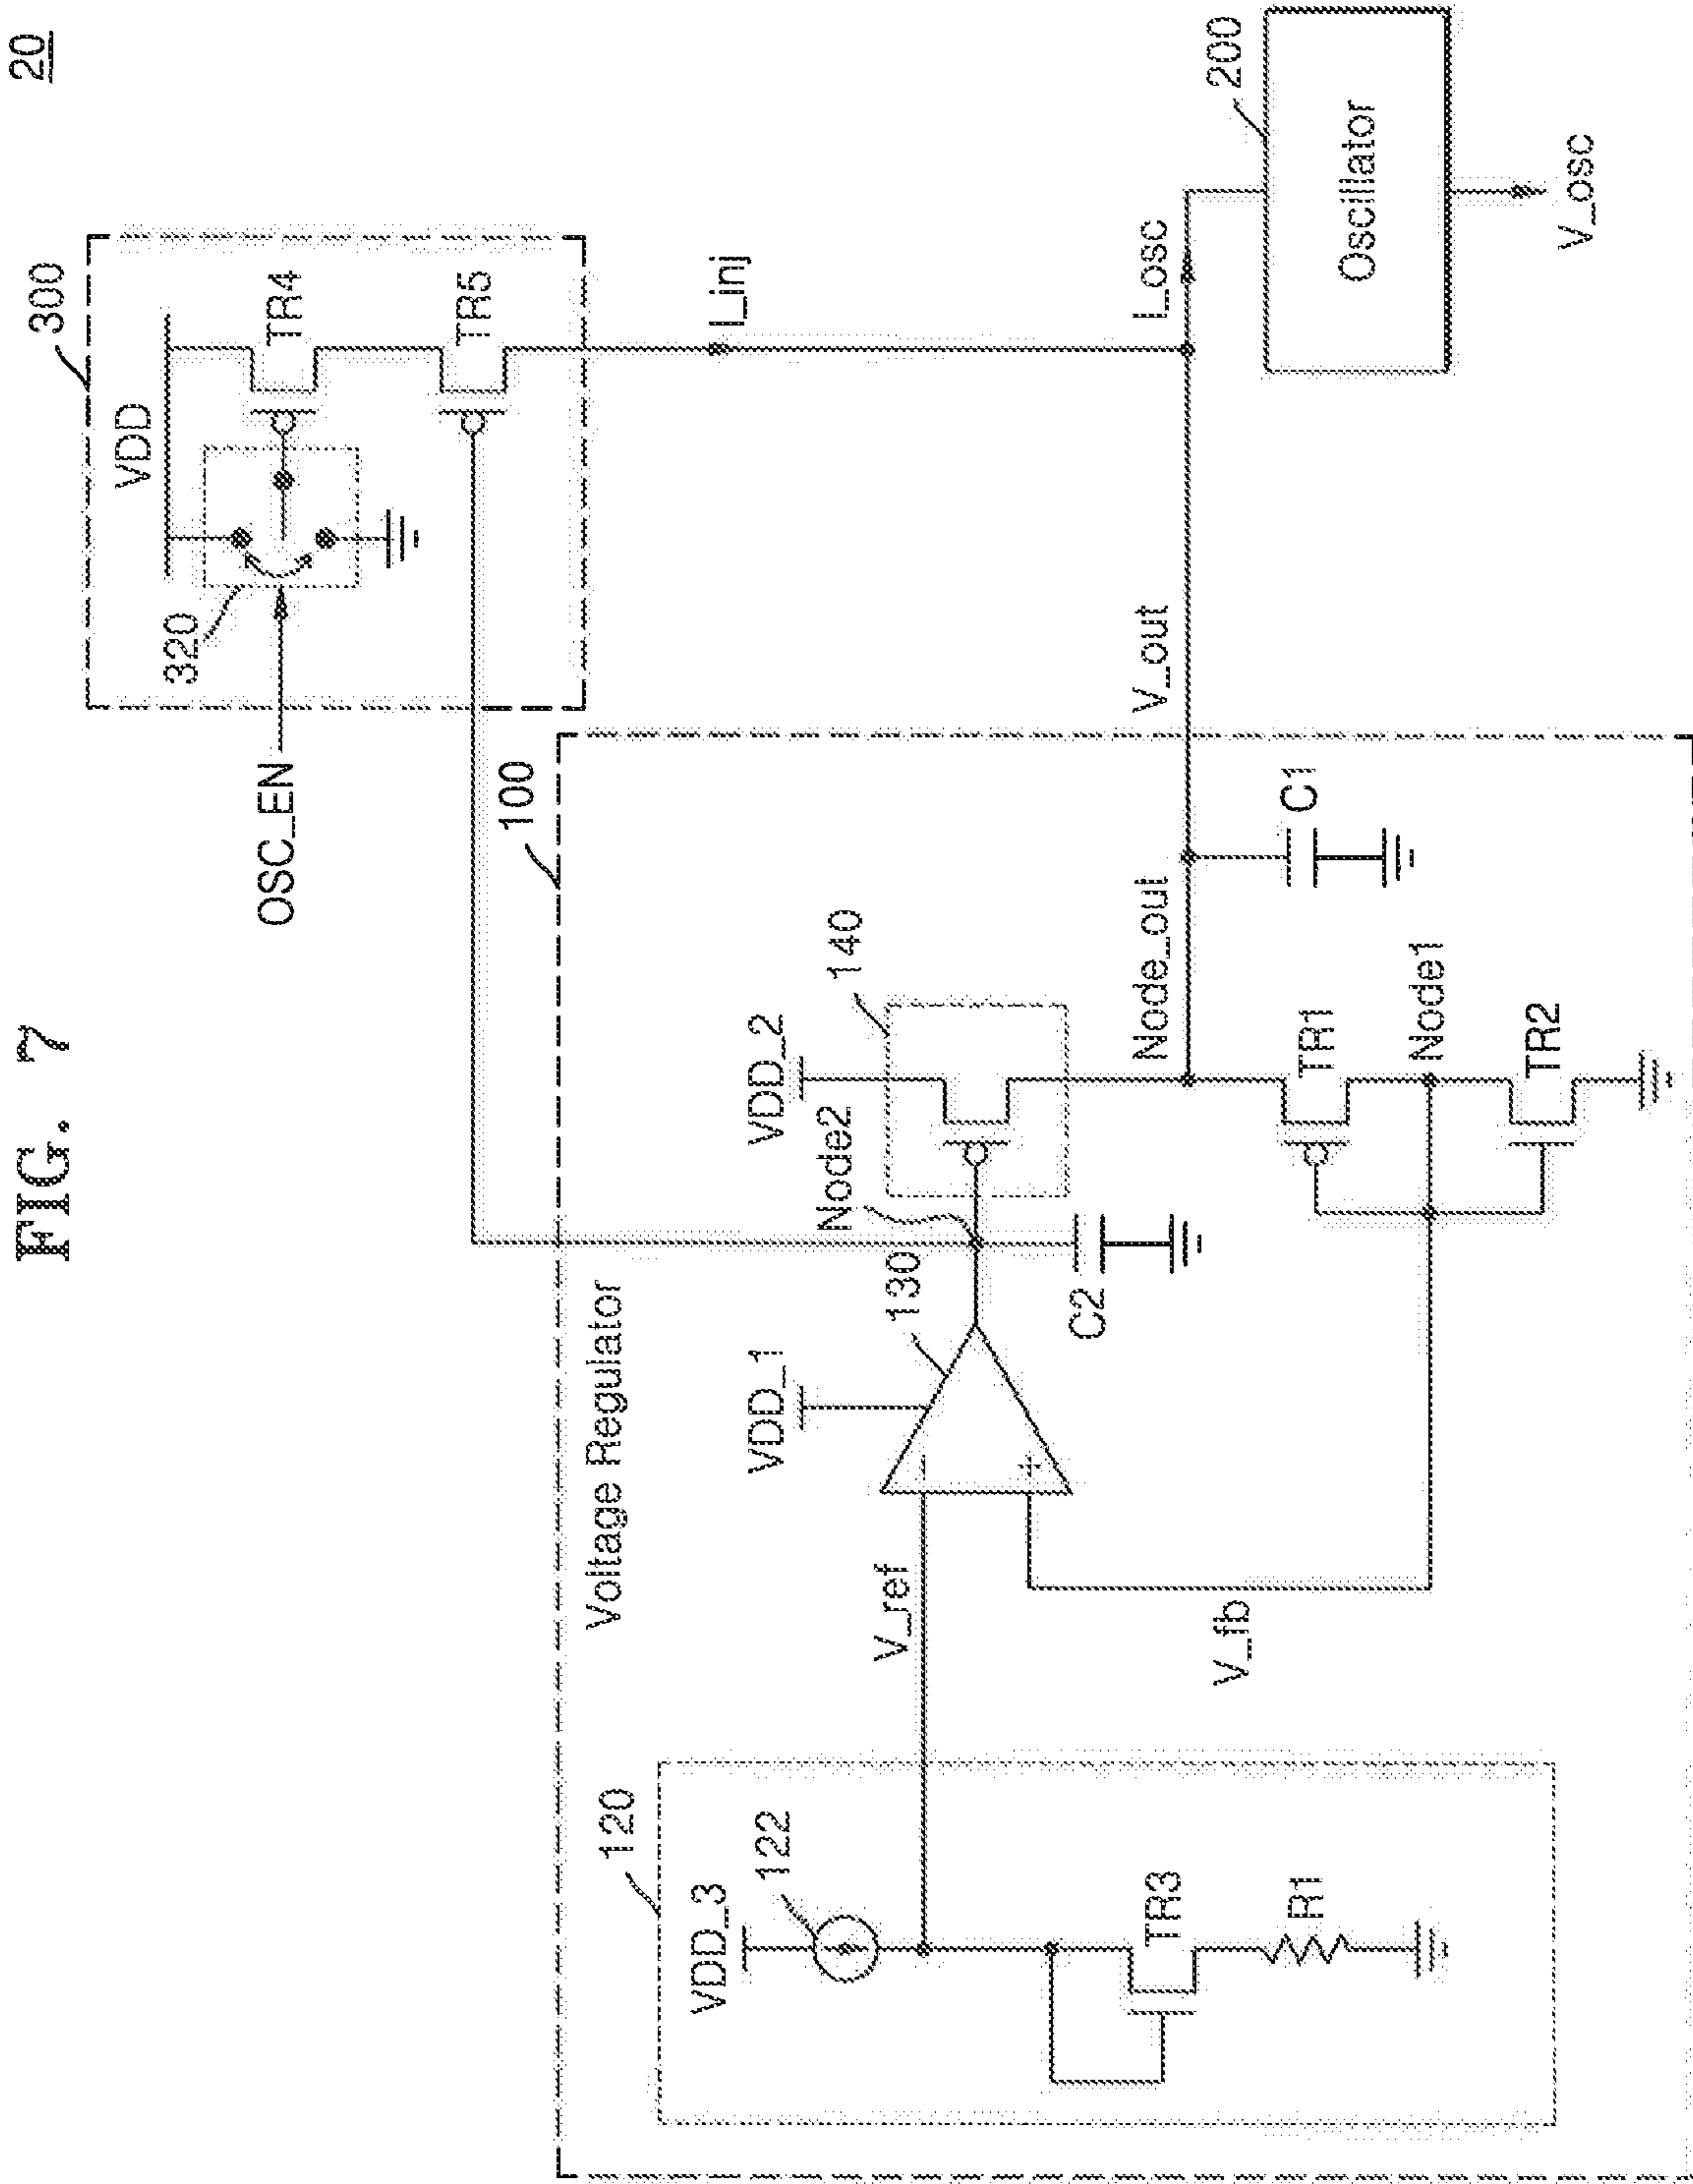 FIG. 7
20
300
VDD
TR4
320
TR5
OSC_EN
I_inj
100
Voltage Regulator
VDD_1
VDD_2
140
Node2
130
120
VDD_3
122
V_ref
-
+
C2
Node_out
V_out
I_osc
200
Oscillator
V_osc
C1
TR1
Node1
TR2
V_fb
TR3
R1